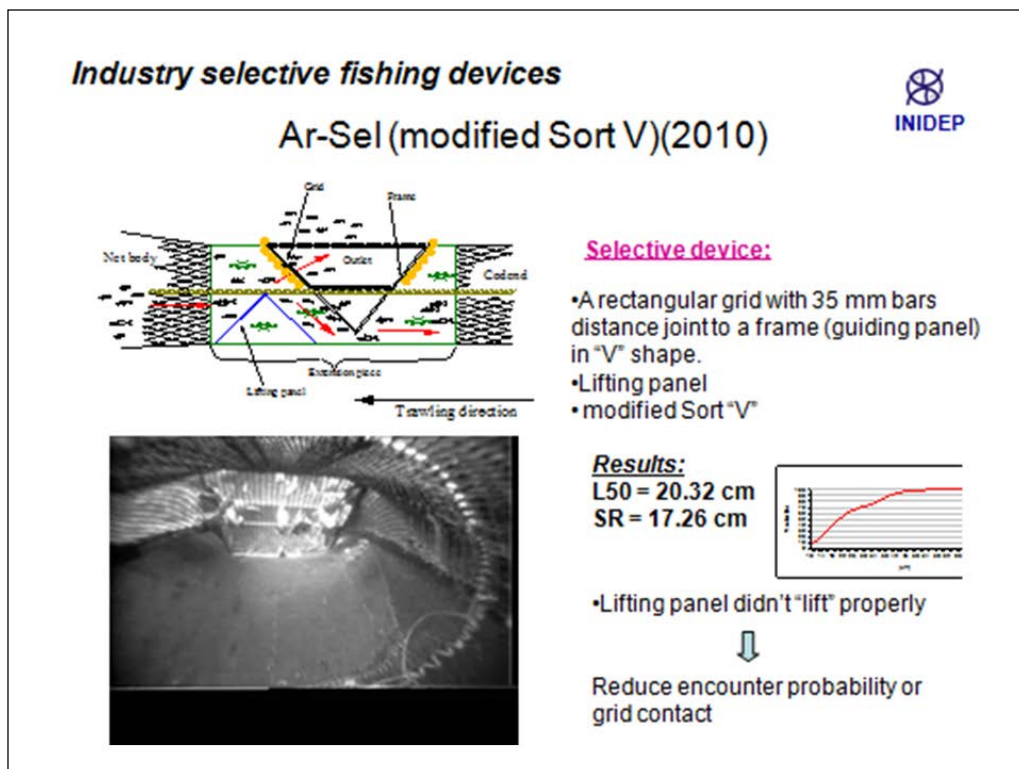 Industry selective fishing devices
INIDEP
Ar-Sel (modified Sort V)(2010)
Grid
Frame
Net body
Outlet
Codend
Extension piece
Lifting panel
Trawling direction
Selective device:
•A rectangular grid with 35 mm bars
distance joint to a frame (guiding panel)
in “V” shape.
•Lifting panel
• modified Sort “V”
Results:
L50 = 20.32 cm
SR = 17.26 cm
•Lifting panel didn’t “lift” properly
Reduce encounter probability or
grid contact